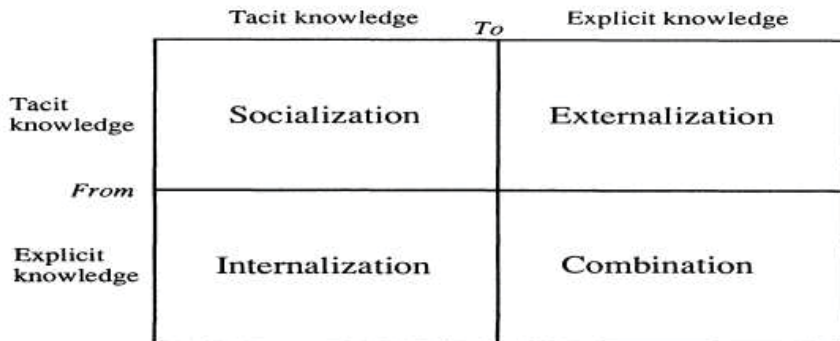 Tacit knowledge To Explicit knowledge
Tacit
knowledge
Socialization Externalization
From
Explicit
knowledge
Internalization Combination